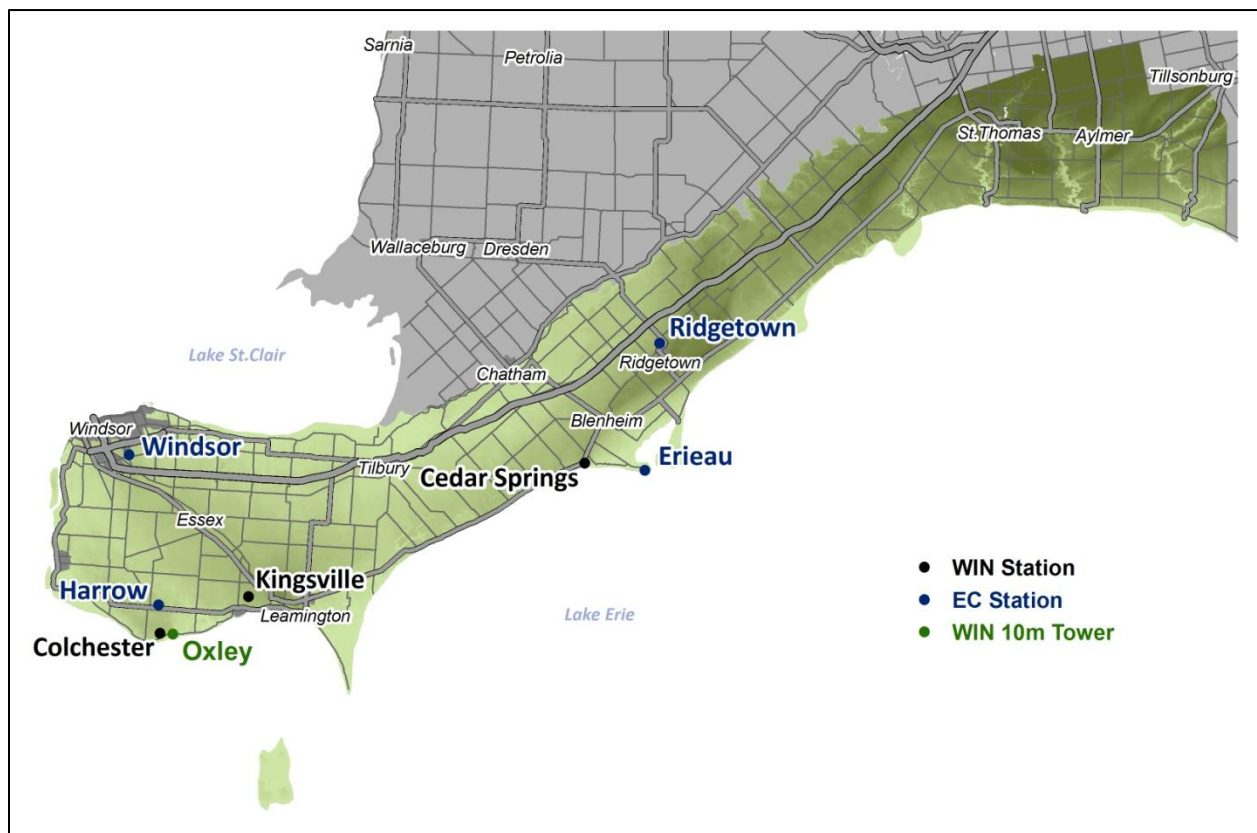 Sarnia
Petrolia
Tillsonburg
St.Thomas
Aylmer
Wallaceburg
Dresden
Ridgetown
Lake St.Clair
Ridgetown
Chatham
Blenheim
Windsor
Windsor
Erieau
Tilbury
Cedar Springs
Essex
WIN Station
Kingsville
Harrow
EC Station
Leamington
Lake Erie
WIN 10m Tower
Colchester
Oxley